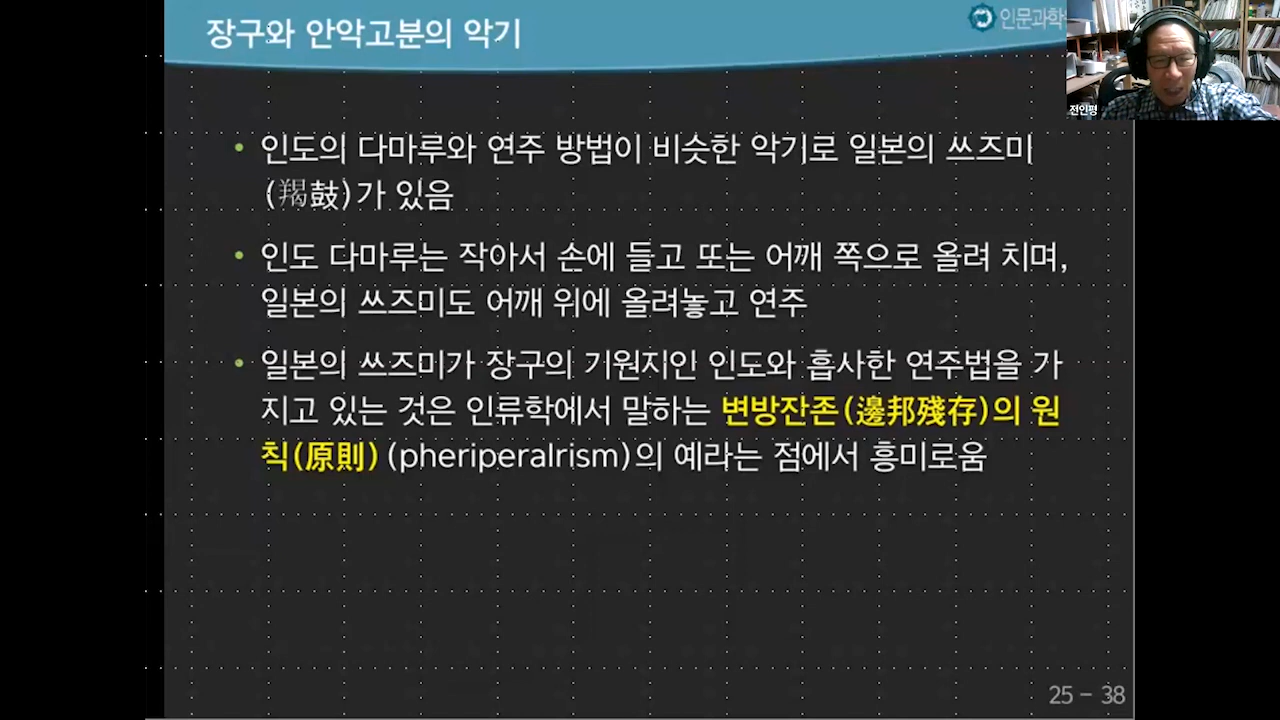 장구와 안악고분의 악기
인문과학
전인평
• 인도의 다마루와 연주 방법이 비슷한 악기로 일본의 쓰즈미
(羯鼓)가 있음
• 인도 다마루는 작아서 손에 들고 또는 어깨 쪽으로 올려 치며,
일본의 쓰즈미도 어깨 위에 올려놓고 연주
• 일본의 쓰즈미가 장구의 기원지인 인도와 흡사한 연주법을 가
지고 있는 것은 인류학에서 말하는 변방잔존(邊邦殘存)의 원
칙(原則) (pheriperalrism)의 예라는 점에서 흥미로움
25 - 38